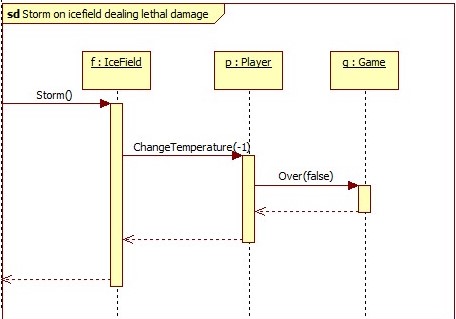 sd Storm on icefield dealing lethal damage
f : IceField
p : Player
g : Game
Storm()
ChangeTemperature(-1)
Over(false)